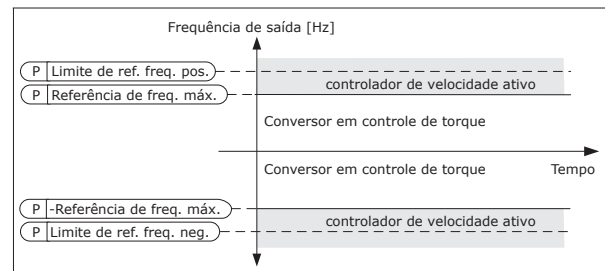 Frequência de saída [Hz]
P Limite de ref. freq. pos.
controlador de velocidade ativo
P Referência de freq. máx.
Conversor em controle de torque
Conversor em controle de torque Tempo
P -Referência de freq. máx.
controlador de velocidade ativo
P Limite de ref. freq. neg.